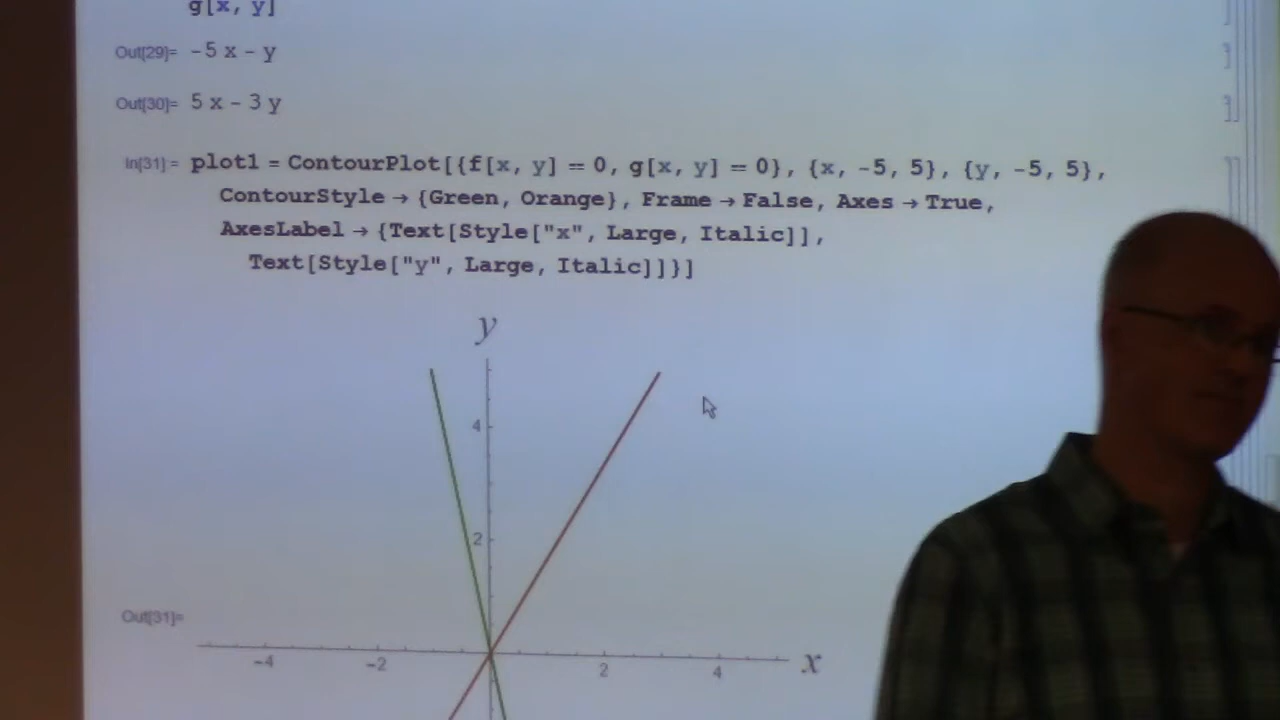 g[x, y]
Out[29]= -5 x - y
Out[30]= 5 x - 3 y
In[31]:= plot1 = ContourPlot[{f[x, y] == 0, g[x, y] == 0}, {x, -5, 5}, {y, -5, 5},
ContourStyle → {Green, Orange}, Frame → False, Axes → True,
AxesLabel → {Text[Style["x", Large, Italic]],
Text[Style["y", Large, Italic]]}]
y
4
2
Out[31]=
-4 -2 2 4 x